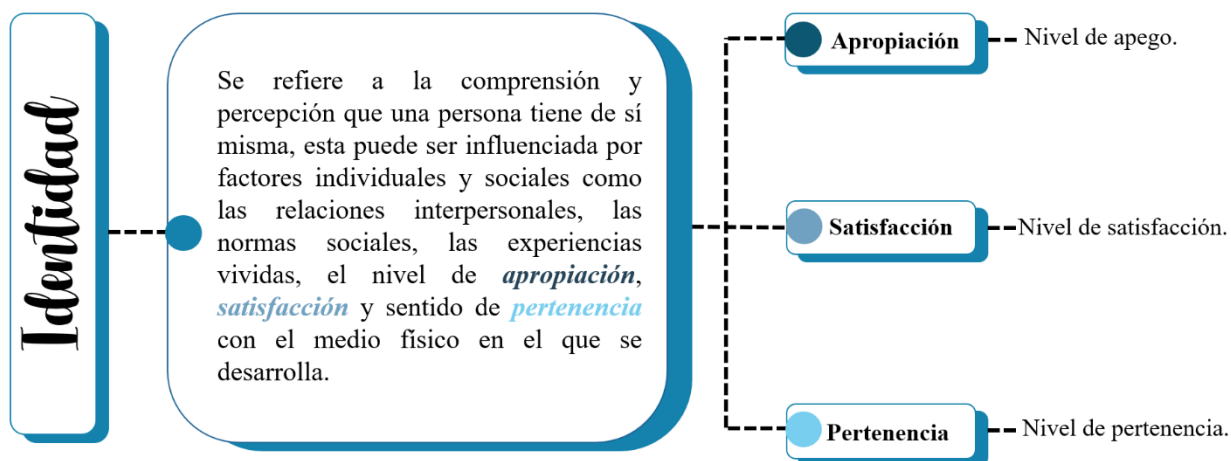 Identidad
Se refiere a la comprensión y
percepción que una persona tiene de sí
misma, esta puede ser influenciada por
factores individuales y sociales como
las relaciones interpersonales, las
normas sociales, las experiencias
vividas, el nivel de apropiación,
satisfacción y sentido de pertenencia
con el medio físico en el que se
desarrolla.
Apropiación
Nivel de apego.
Satisfacción
Nivel de satisfacción.
Pertenencia
Nivel de pertenencia.